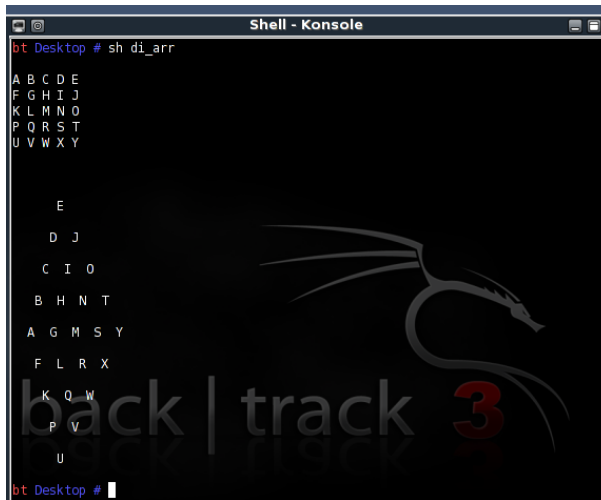 Shell - Konsole
bt Desktop # sh di_arr
A B C D E
F G H I J
K L M N O
P Q R S T
U V W X Y
E
D J
C I O
B H N T
A G M S Y
F L R X
K Q W
P V
U
back | track 3
bt Desktop #